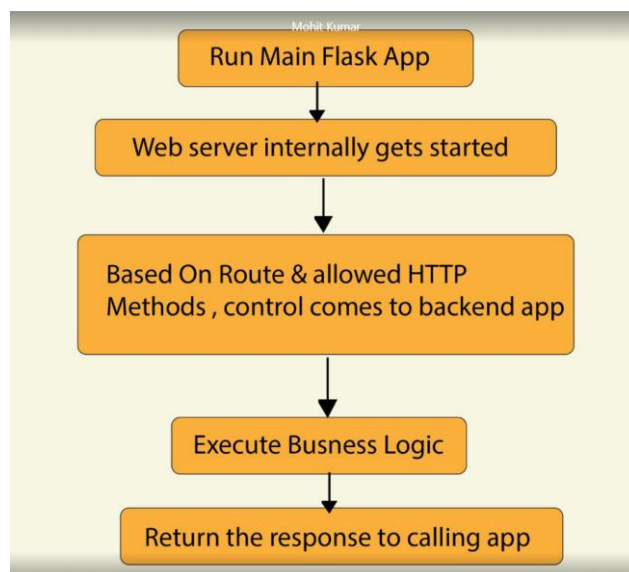 Mohit Kumar
Run Main Flask App
Web server internally gets started
Based On Route & allowed HTTP
Methods , control comes to backend app
Execute Business Logic
Return the response to calling app